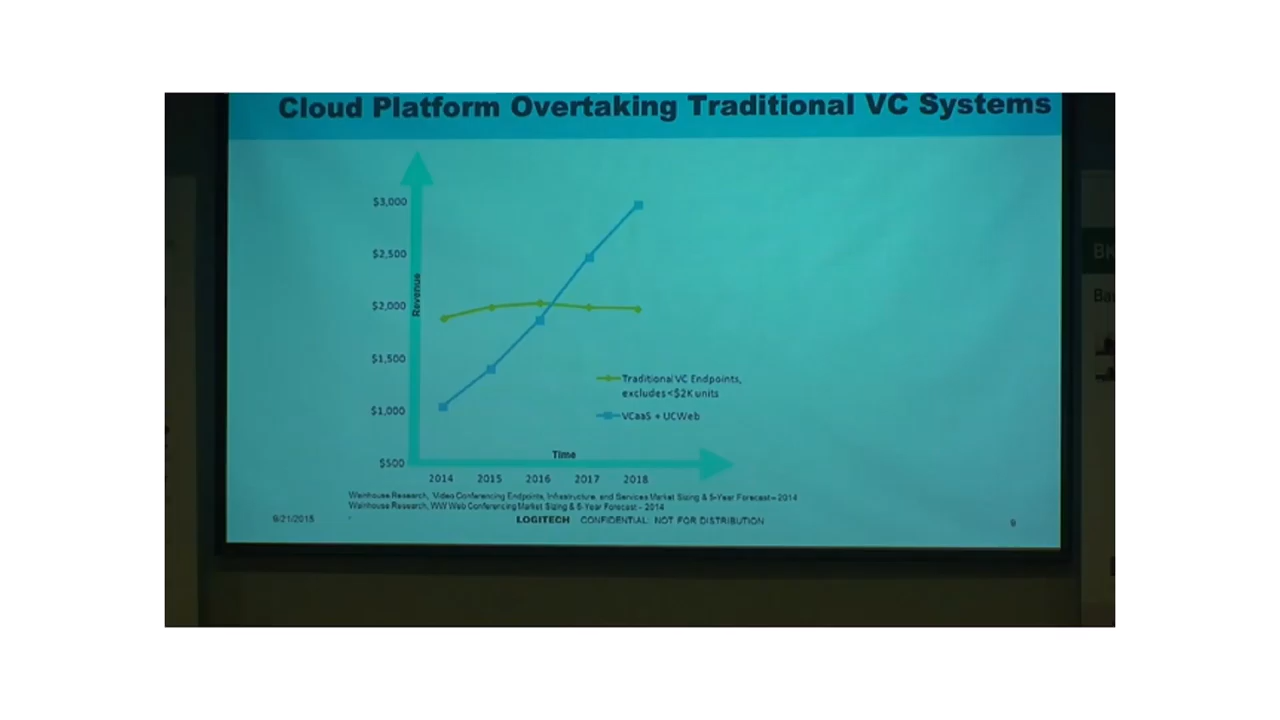 Cloud Platform Overtaking Traditional VC Systems
$3,000
$2,500
$2,000
$1,500
$1,000
$500
Revenue
Traditional VC Endpoints,
excludes <$2K units
VCaaS + UCWeb
Time
2014 2015 2016 2017 2018
Wainhouse Research, Video Conferencing Endpoints, Infrastructure, and Services Market Sizing & 5-Year Forecast – 2014
Wainhouse Research, WW Web Conferencing Market Sizing & 5-Year Forecast - 2014
LOGITECH CONFIDENTIAL: NOT FOR DISTRIBUTION
9